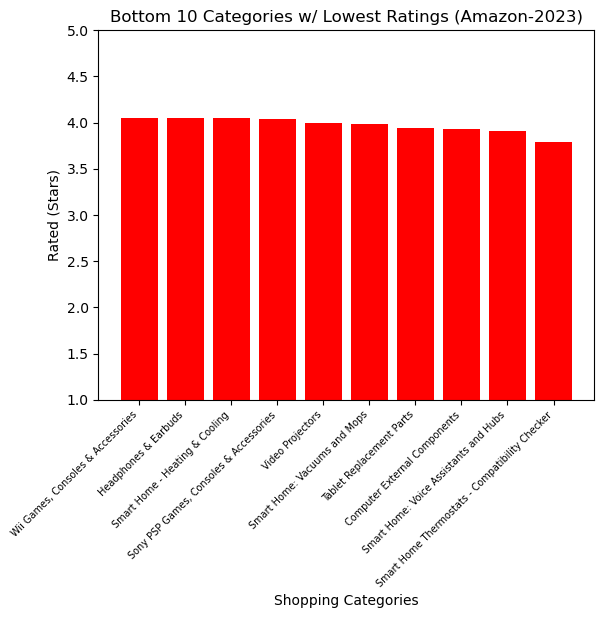 Bottom 10 Categories w/ Lowest Ratings (Amazon-2023)
Rated (Stars)
5.0
4.5
4.0
3.5
3.0
2.5
2.0
1.5
1.0
Wii Games, Consoles & Accessories
Headphones & Earbuds
Smart Home - Heating & Cooling
Sony PSP Games, Consoles & Accessories
Video Projectors
Smart Home: Vacuums and Mops
Tablet Replacement Parts
Computer External Components
Smart Home: Voice Assistants and Hubs
Smart Home Thermostats - Compatibility Checker
Shopping Categories